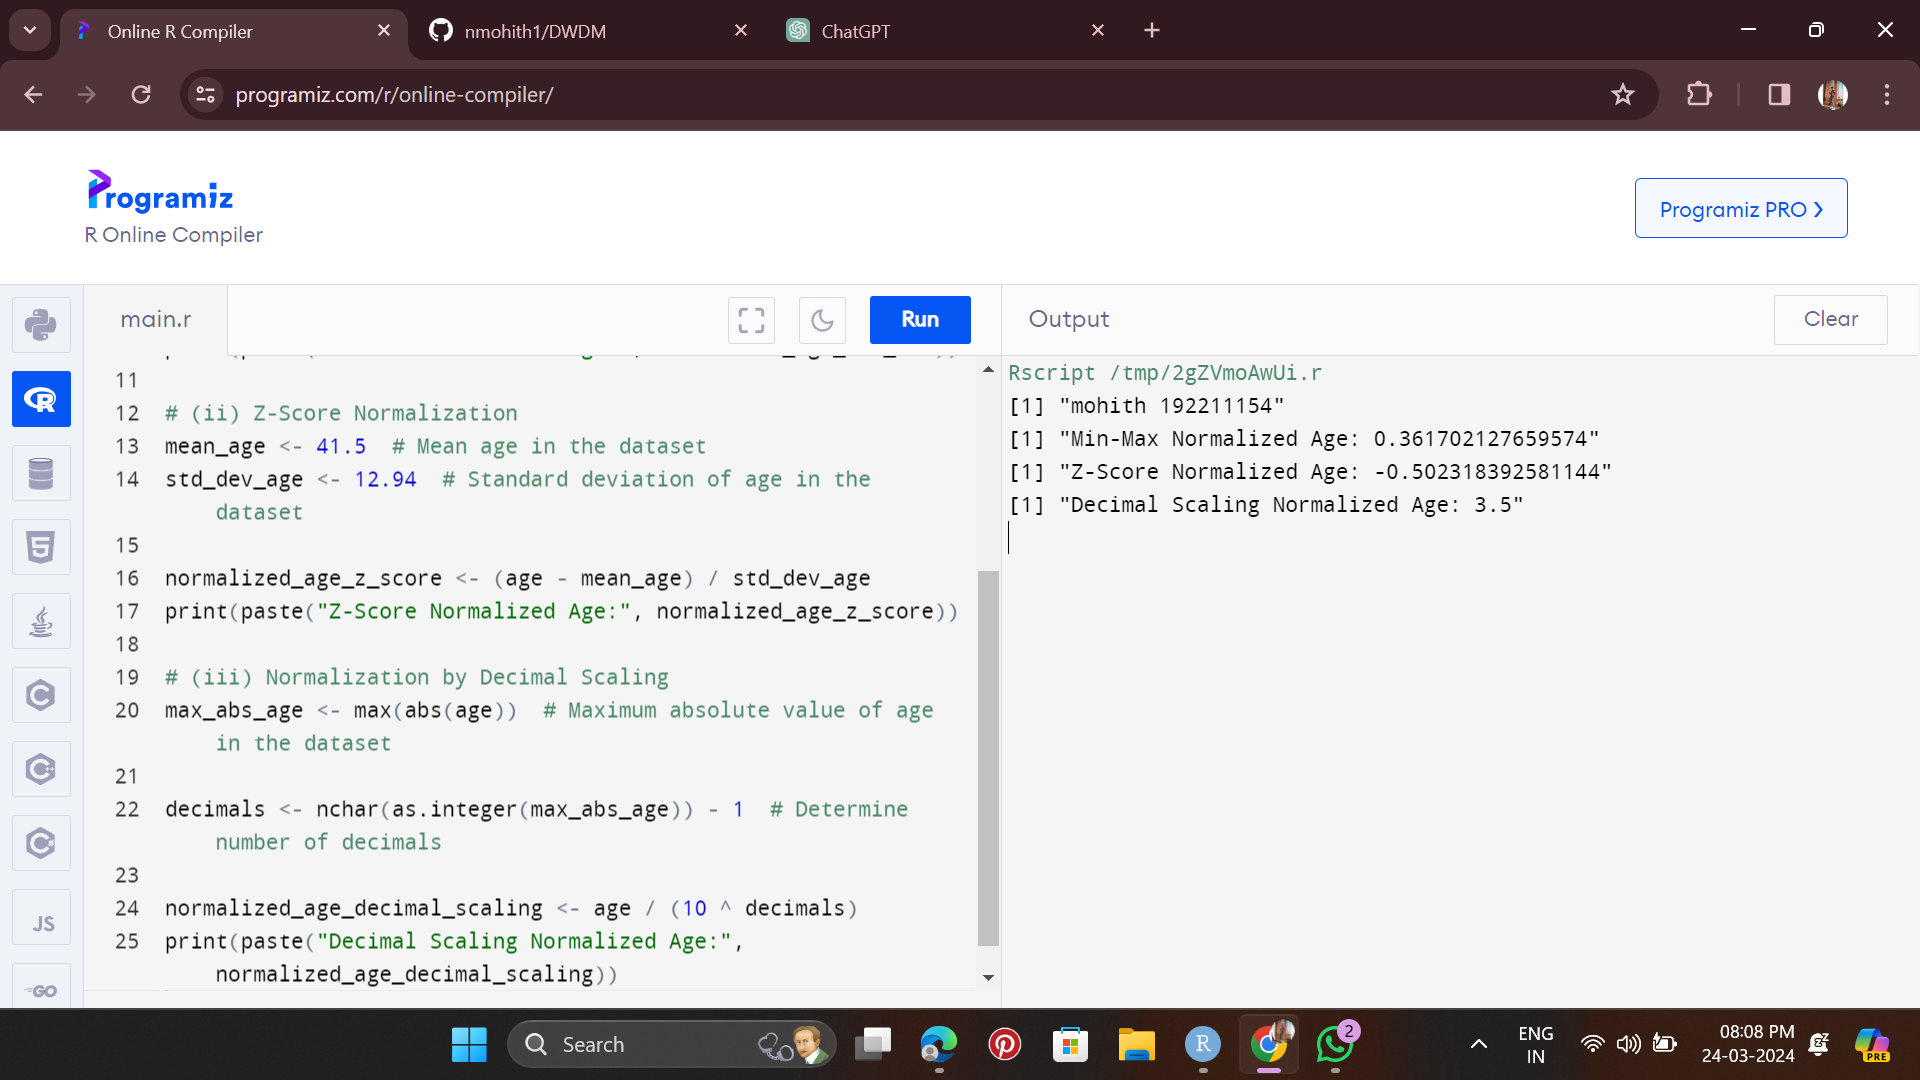 Online R Compiler
nmohith1/DWDM
ChatGPT
programiz.com/r/online-compiler/
Programiz
R Online Compiler
Programiz PRO ❯
main.r
Run
Output
Clear
11
12 # (ii) Z-Score Normalization
13 mean_age <- 41.5  # Mean age in the dataset
14 std_dev_age <- 12.94  # Standard deviation of age in the
dataset
15
16 normalized_age_z_score <- (age - mean_age) / std_dev_age
17 print(paste("Z-Score Normalized Age:", normalized_age_z_score))
18
19 # (iii) Normalization by Decimal Scaling
20 max_abs_age <- max(abs(age))  # Maximum absolute value of age
in the dataset
21
22 decimals <- nchar(as.integer(max_abs_age)) - 1  # Determine
number of decimals
23
24 normalized_age_decimal_scaling <- age / (10 ^ decimals)
25 print(paste("Decimal Scaling Normalized Age:",
normalized_age_decimal_scaling))
Rscript /tmp/2gZVmoAwUi.r
[1] "mohith 192211154"
[1] "Min-Max Normalized Age: 0.361702127659574"
[1] "Z-Score Normalized Age: -0.502318392581144"
[1] "Decimal Scaling Normalized Age: 3.5"
JS
GO
Search
2
ENG
IN
08:08 PM
24-03-2024
PRE